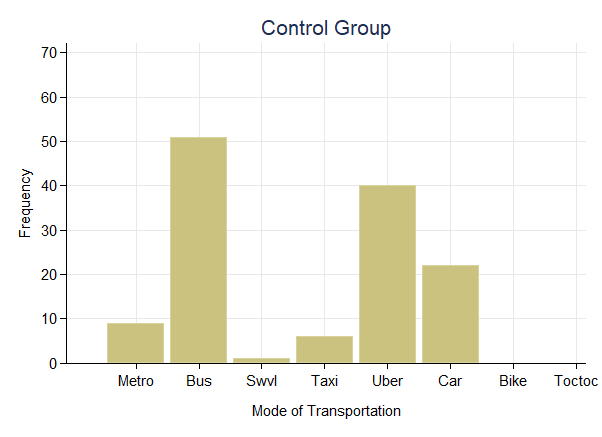 Control Group
70
60
50
40
30
20
10
0
Frequency
Metro Bus Swvl Taxi Uber Car Bike Toctoc
Mode of Transportation